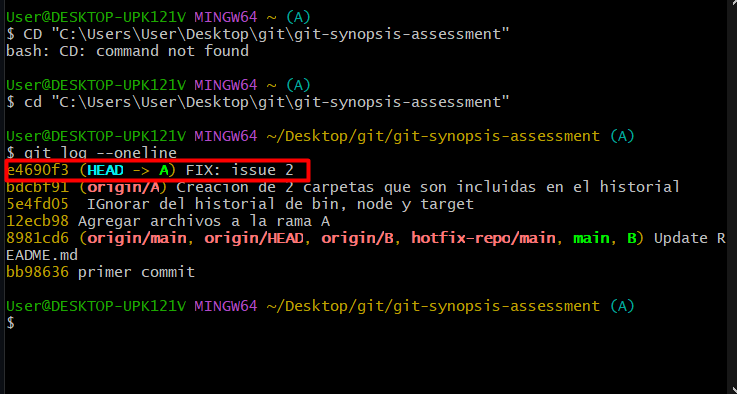 User@DESKTOP-UPK121V MINGW64 ~ (A)
$ CD "C:\Users\User\Desktop\git\git-synopsis-assessment"
bash: CD: command not found
User@DESKTOP-UPK121V MINGW64 ~ (A)
$ cd "C:\Users\User\Desktop\git\git-synopsis-assessment"
User@DESKTOP-UPK121V MINGW64 ~/Desktop/git/git-synopsis-assessment (A)
$ git log --oneline
e4690f3 (HEAD -> A) FIX: issue 2
bdcbf91 (origin/A) Creacion de 2 carpetas que son incluidas en el historial
5e4fd05  IGnorar del historial de bin, node y target
12ecb98 Agregar archivos a la rama A
8981cd6 (origin/main, origin/HEAD, origin/B, hotfix-repo/main, main, B) Update R
EADME.md
bb98636 primer commit
User@DESKTOP-UPK121V MINGW64 ~/Desktop/git/git-synopsis-assessment (A)
$